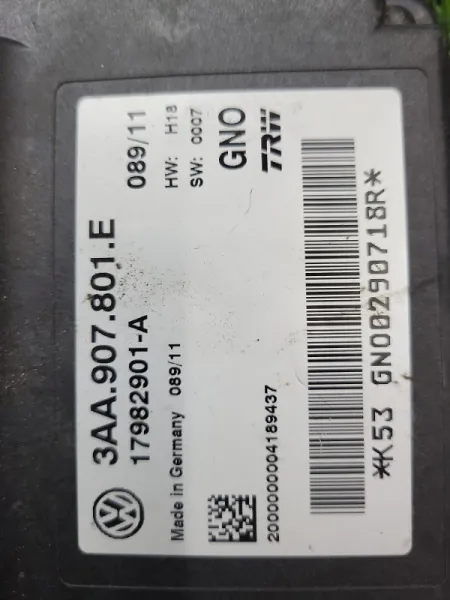 3AA.907.801.E 089/11
17982901-A HW: H18
SW: 0007
Made in Germany 089/11 GNO
TRW
20000000004189437
*K53 GN000290718R*